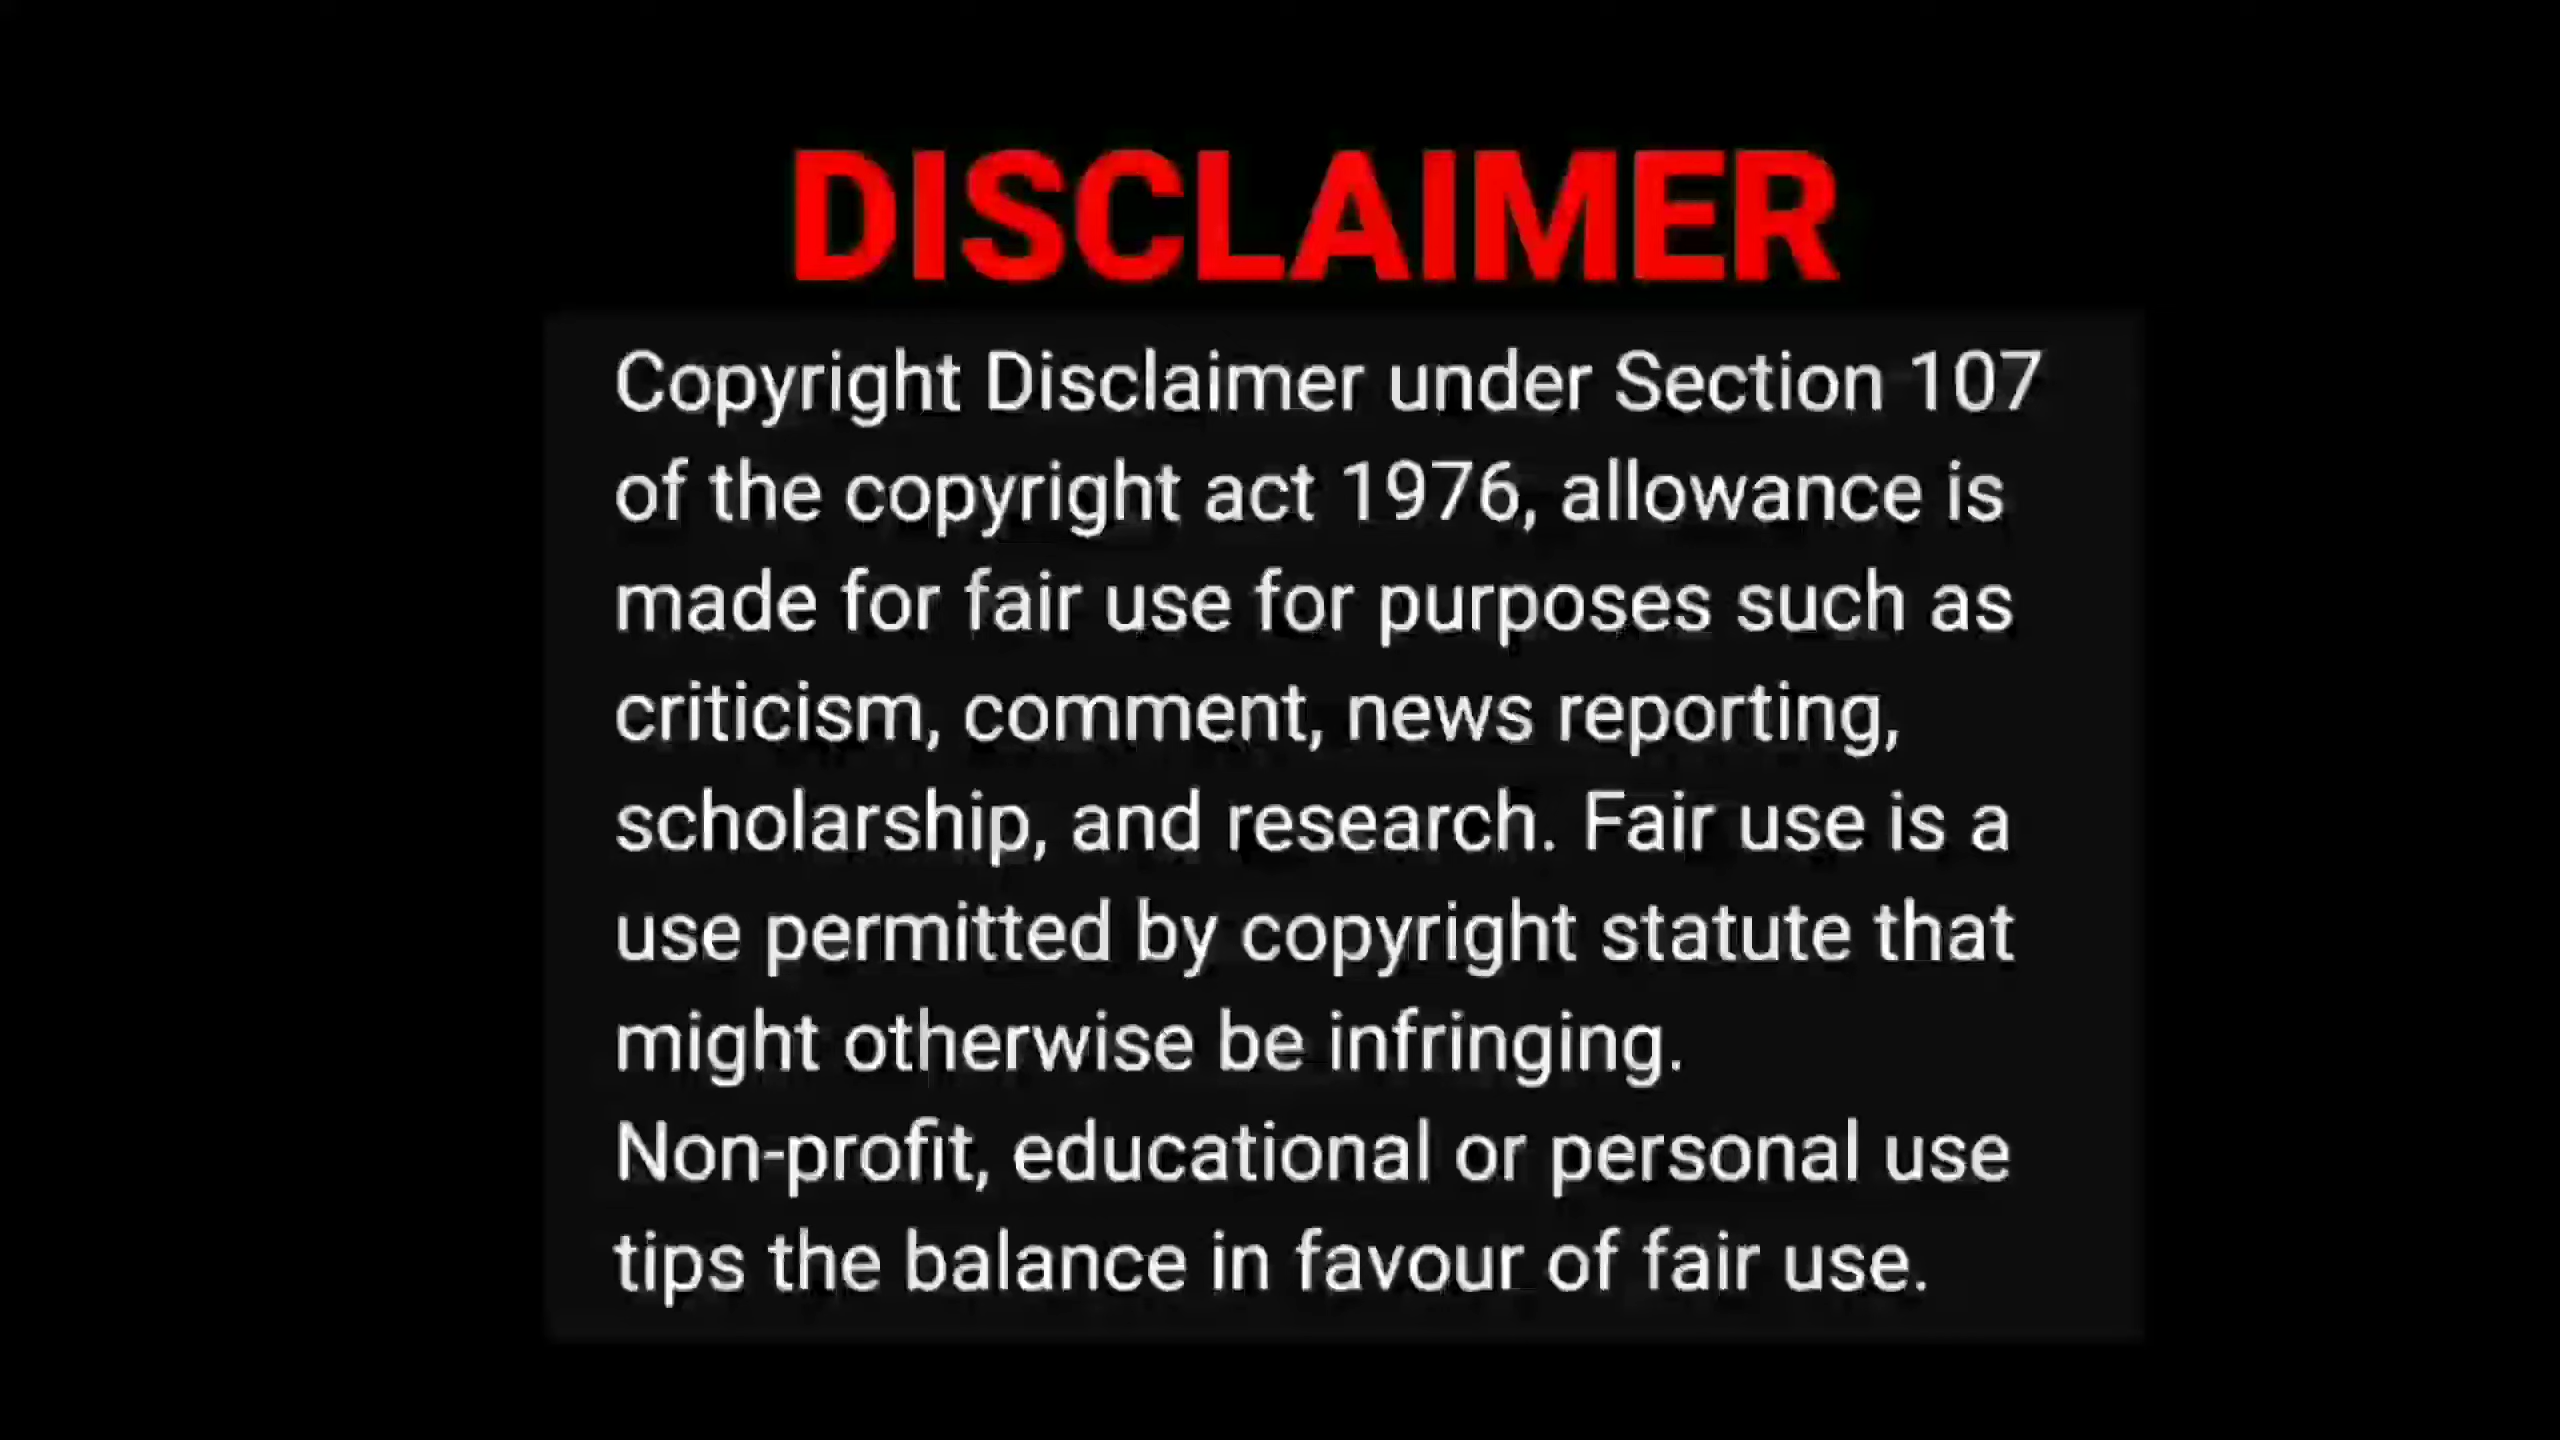 DISCLAIMER
Copyright Disclaimer under Section 107
of the copyright act 1976, allowance is
made for fair use for purposes such as
criticism, comment, news reporting,
scholarship, and research. Fair use is a
use permitted by copyright statute that
might otherwise be infringing.
Non-profit, educational or personal use
tips the balance in favour of fair use.